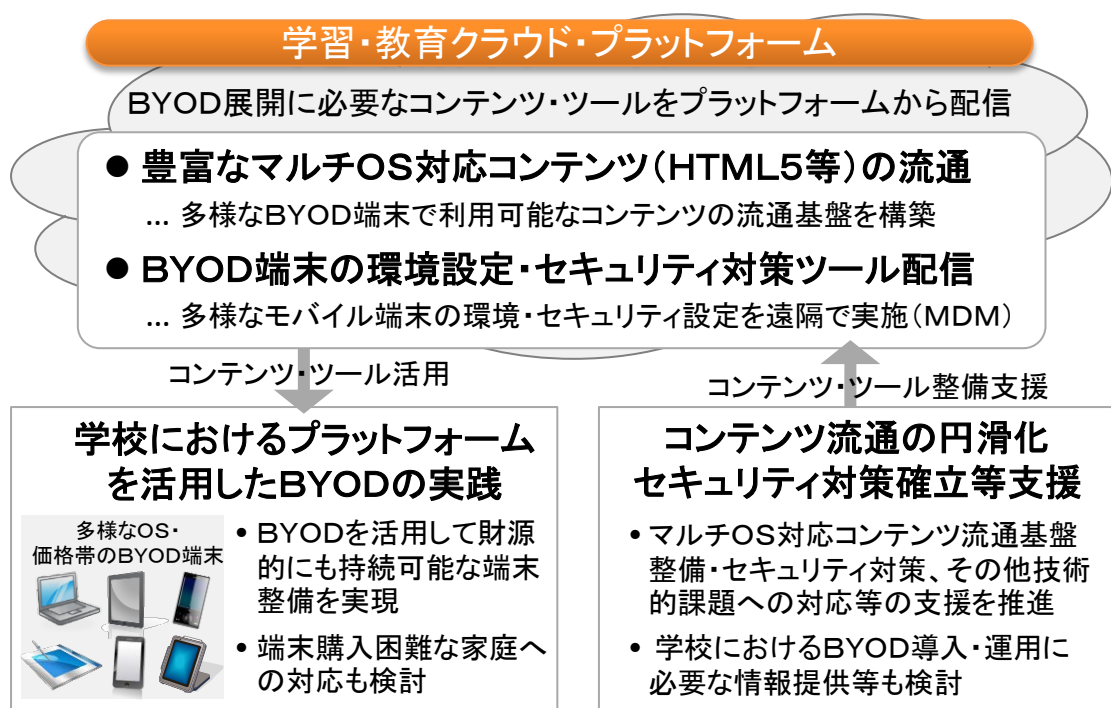 学習・教育クラウド・プラットフォーム
BYOD展開に必要なコンテンツ・ツールをプラットフォームから配信
● 豊富なマルチOS対応コンテンツ(HTML5等)の流通
... 多様なBYOD端末で利用可能なコンテンツの流通基盤を構築
● BYOD端末の環境設定・セキュリティ対策ツール配信
... 多様なモバイル端末の環境・セキュリティ設定を遠隔で実施(MDM)
コンテンツ・ツール活用
コンテンツ・ツール整備支援
学校におけるプラットフォーム
を活用したBYODの実践
多様なOS・
価格帯のBYOD端末
• BYODを活用して財源
的にも持続可能な端末
整備を実現
• 端末購入困難な家庭へ
の対応も検討
コンテンツ流通の円滑化
セキュリティ対策確立等支援
• マルチOS対応コンテンツ流通基盤
整備・セキュリティ対策、その他技術
的課題への対応等の支援を推進
• 学校におけるBYOD導入・運用に
必要な情報提供等も検討